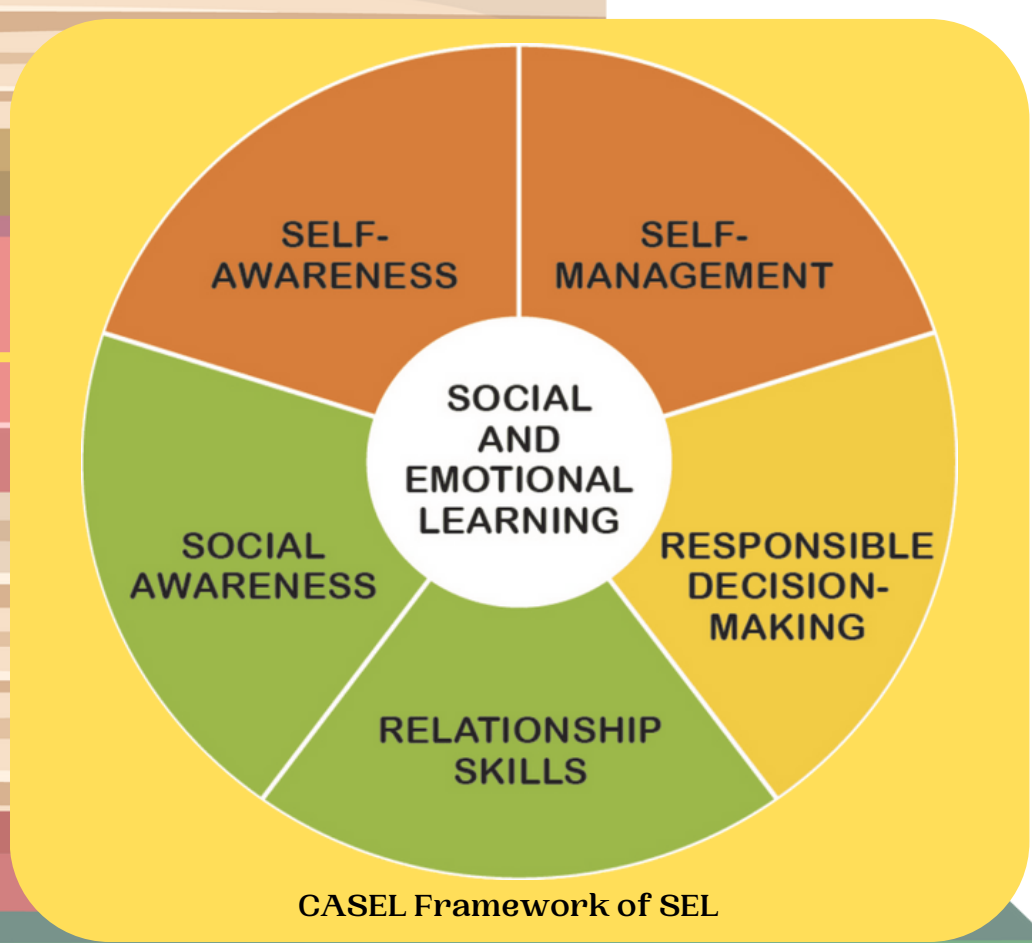 SELF-
AWARENESS
SELF-
MANAGEMENT
SOCIAL
AND
EMOTIONAL
LEARNING
SOCIAL
AWARENESS
RESPONSIBLE
DECISION-
MAKING
RELATIONSHIP
SKILLS
CASEL Framework of SEL